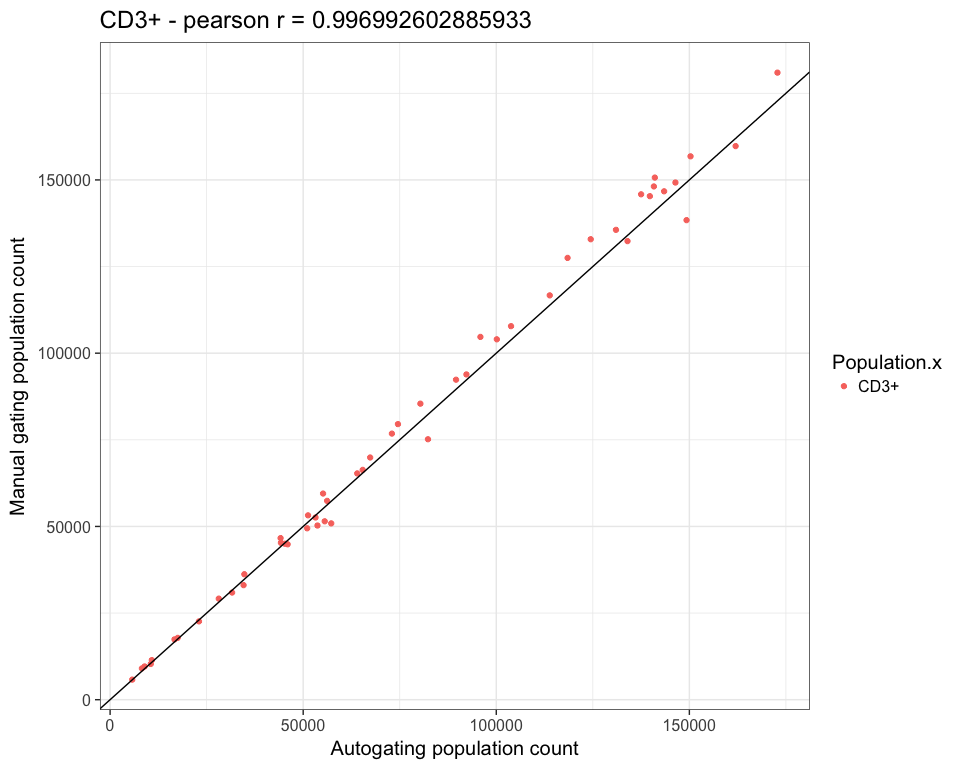 CD3+ - pearson r = 0.996992602885933
Manual gating population count
150000
100000
50000
0
0 50000 100000 150000
Autogating population count
Population.x
CD3+